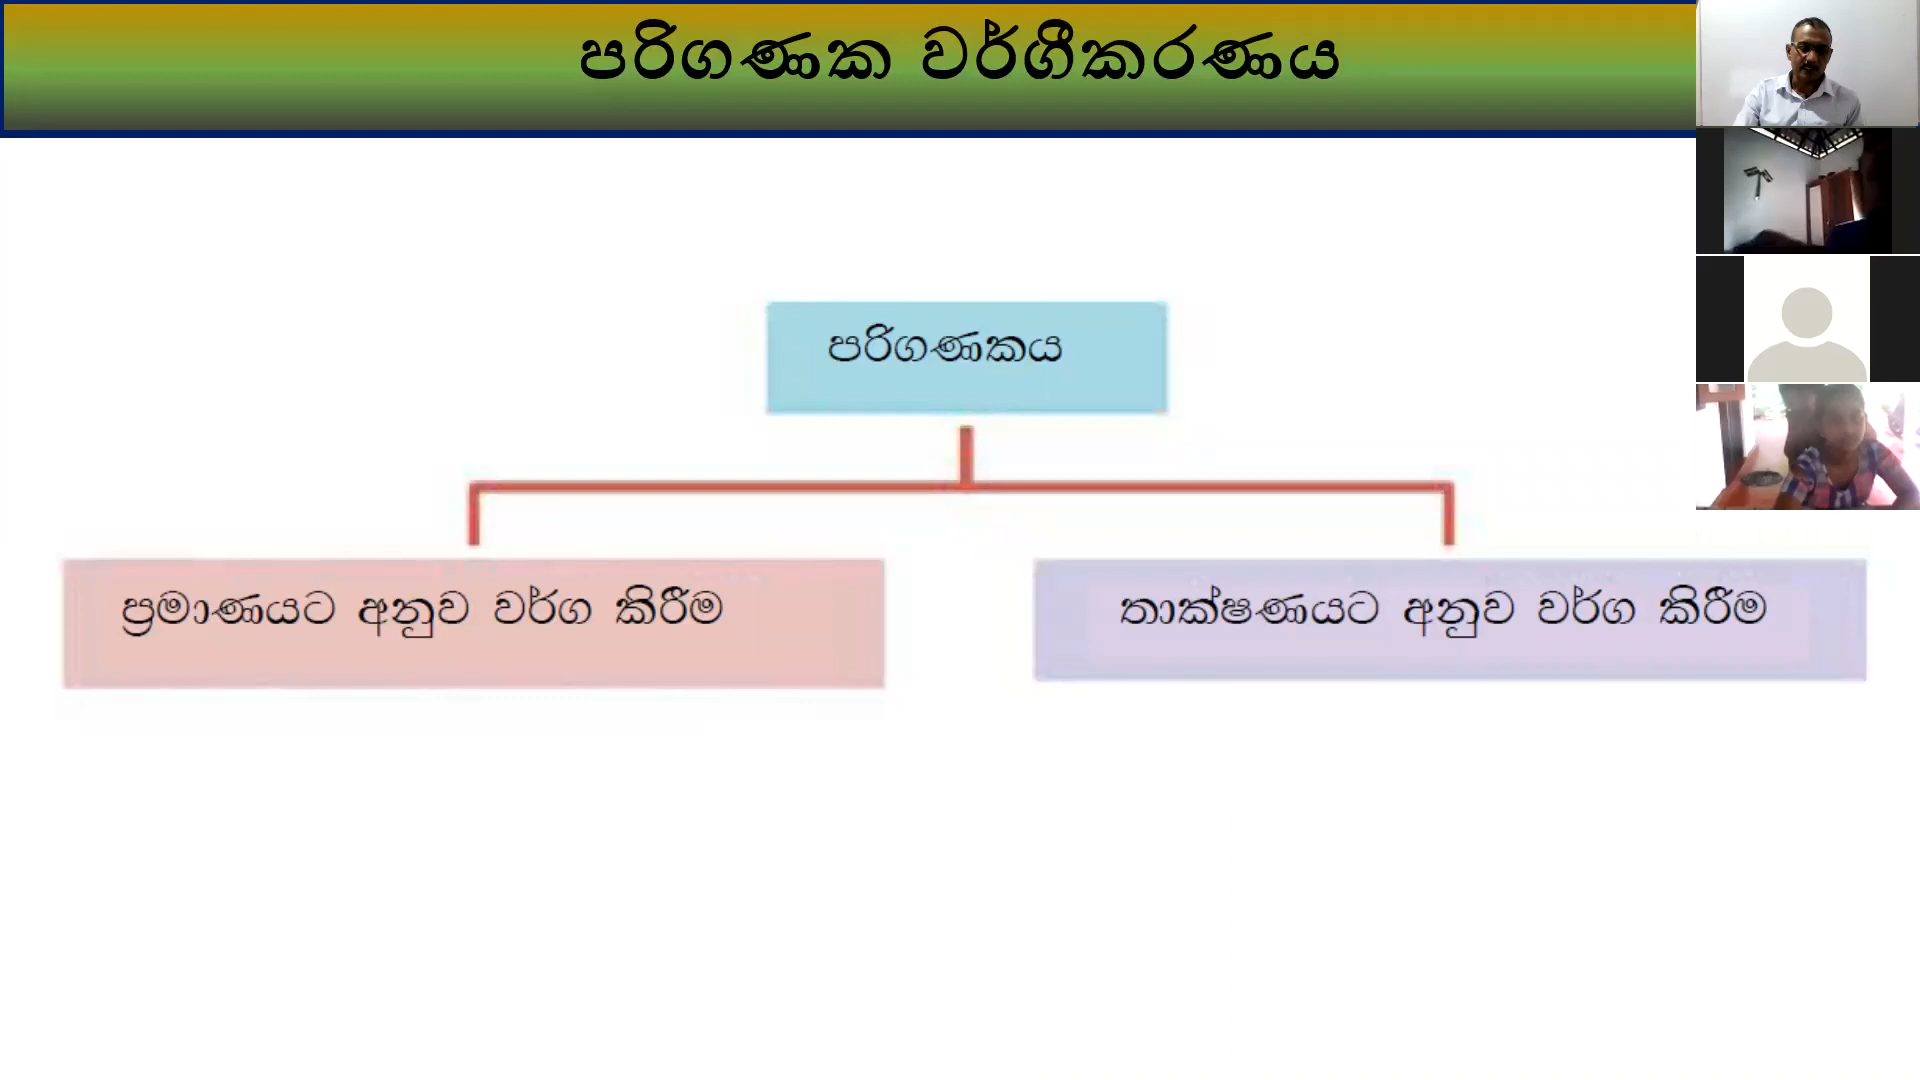 පරිගණක වර්ගීකරණය
පරිගණකය
ප්‍රමාණයට අනුව වර්ග කිරීම
තාක්ෂණයට අනුව වර්ග කිරීම